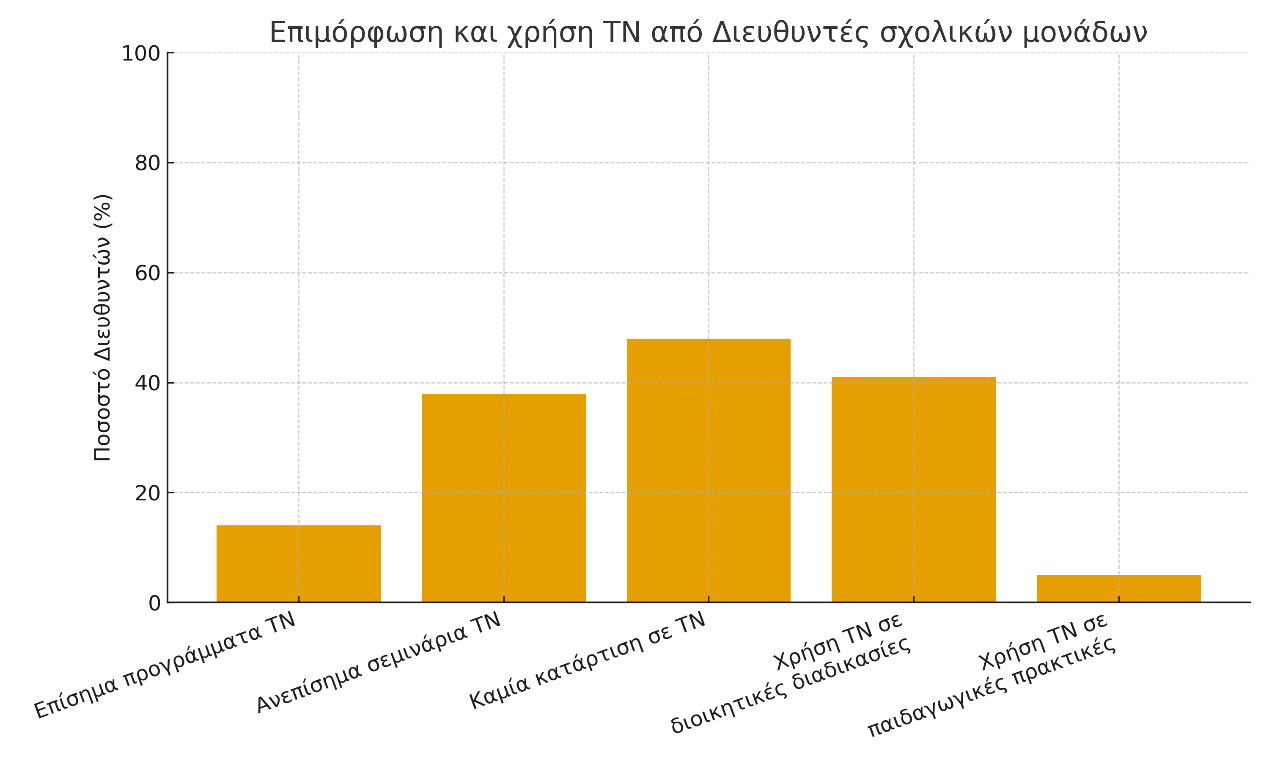 Επιμόρφωση και χρήση ΤΝ από Διευθυντές σχολικών μονάδων
Ποσοστό Διευθυντών (%)
100
80
60
40
20
0
Επίσημα προγράμματα ΤΝ
Ανεπίσημα σεμινάρια ΤΝ
Καμία κατάρτιση σε ΤΝ
Χρήση ΤΝ σε
διοικητικές διαδικασίες
Χρήση ΤΝ σε
παιδαγωγικές πρακτικές